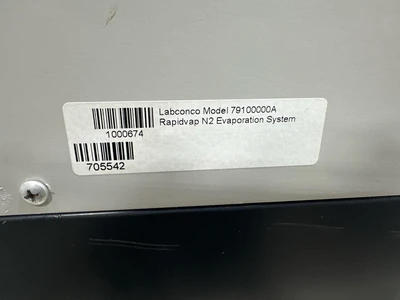 Labconco Model 79100000A
Rapidvap N2 Evaporation System
1000674
705542